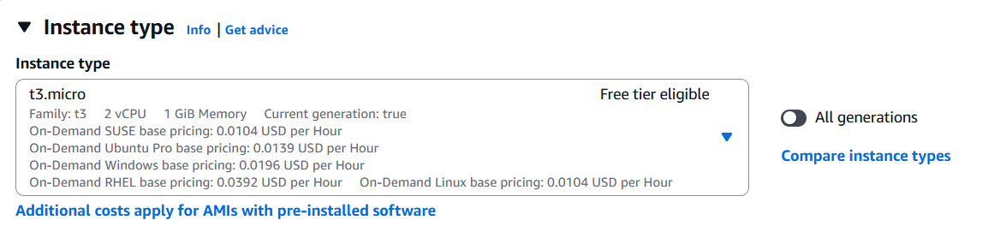 Instance type Info | Get advice
Instance type
t3.micro Free tier eligible
Family: t3 2 vCPU 1 GiB Memory Current generation: true
On-Demand SUSE base pricing: 0.0104 USD per Hour
On-Demand Ubuntu Pro base pricing: 0.0139 USD per Hour
On-Demand Windows base pricing: 0.0196 USD per Hour
On-Demand RHEL base pricing: 0.0392 USD per Hour On-Demand Linux base pricing: 0.0104 USD per Hour
All generations
Compare instance types
Additional costs apply for AMIs with pre-installed software